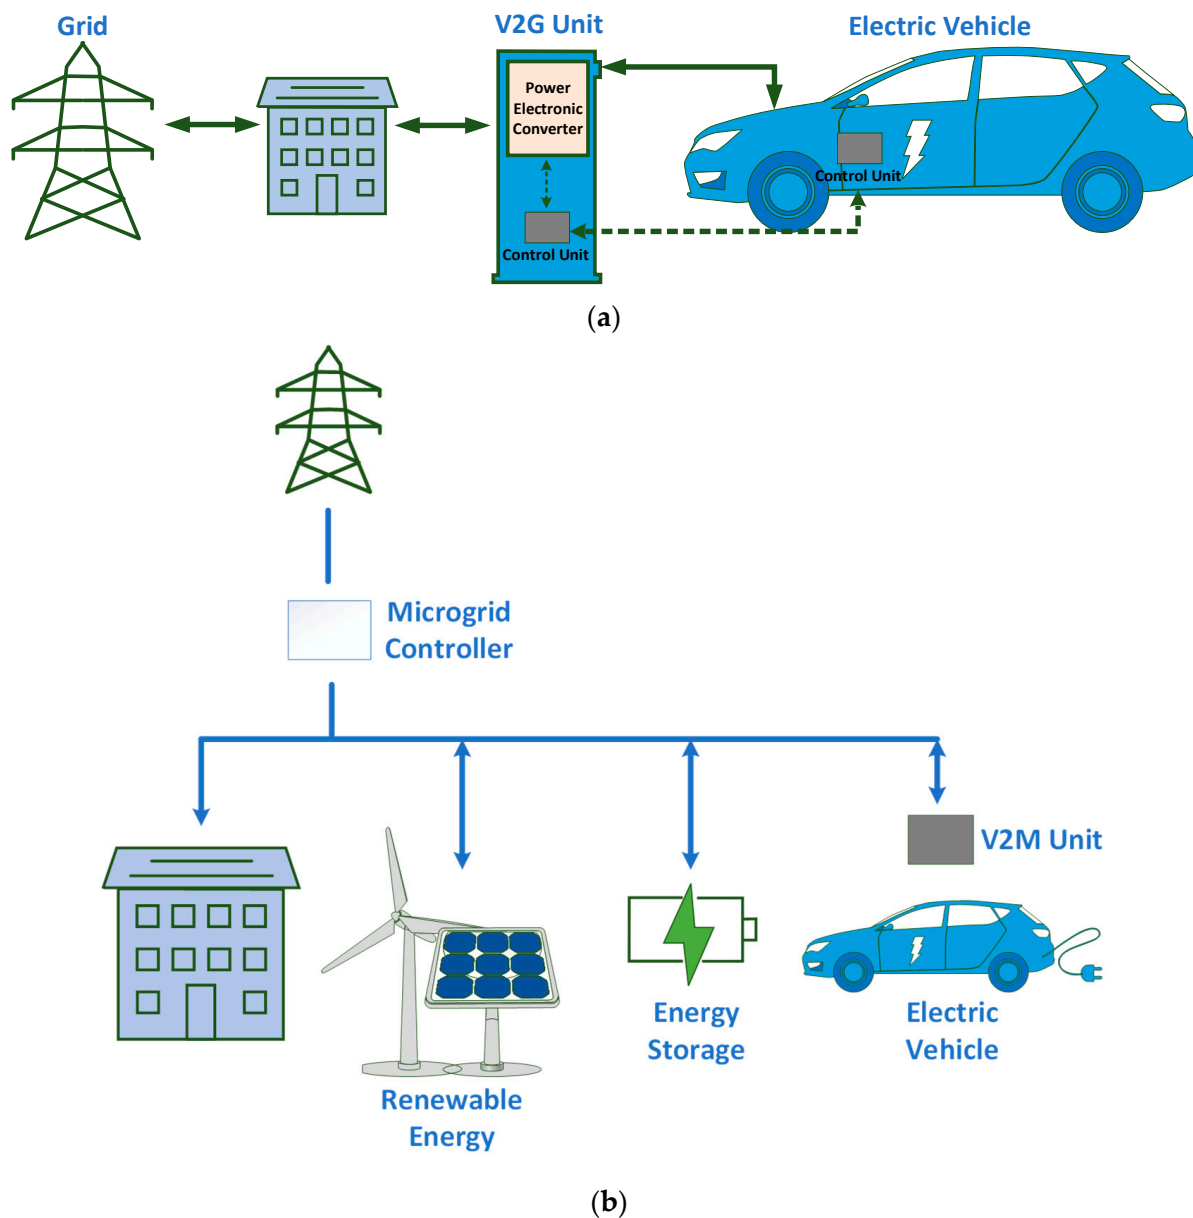 Grid
V2G Unit
Electric Vehicle
Power
Electronic
Converter
Control Unit
Control Unit
(a)
Microgrid
Controller
V2M Unit
Energy
Storage
Electric
Vehicle
Renewable
Energy
(b)